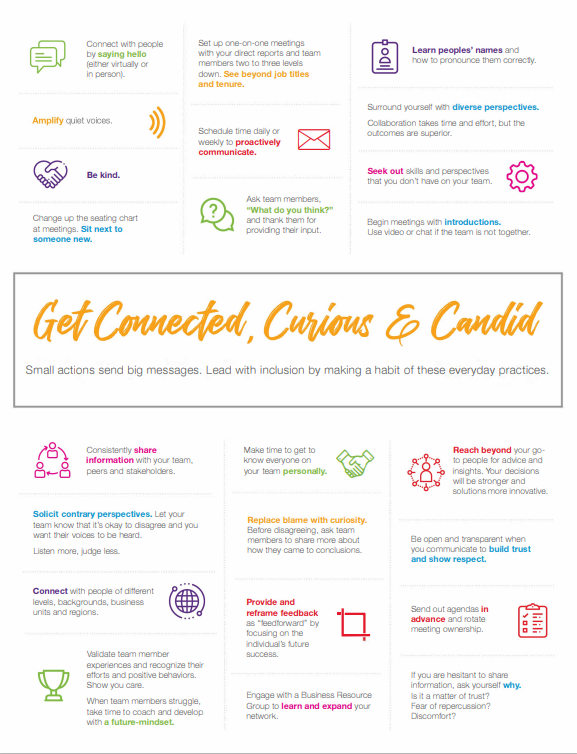 Connect with people
by saying hello
(either virtually or
in person).
Amplify quiet voices.
Be kind.
Change up the seating chart
at meetings. Sit next to
someone new.
Set up one-on-one meetings
with your direct reports and team
members two to three levels
down. See beyond job titles
and tenure.
Schedule time daily or
weekly to proactively
communicate.
Ask team members,
"What do you think?"
and thank them for
providing their input.
Learn peoples' names and
how to pronounce them correctly.
Surround yourself with diverse perspectives.
Collaboration takes time and effort, but the
outcomes are superior.
Seek out skills and perspectives
that you don't have on your team.
Begin meetings with introductions.
Use video or chat if the team is not together.
Get Connected, Curious & Candid
Small actions send big messages. Lead with inclusion by making a habit of these everyday practices.
Consistently share
information with your team,
peers and stakeholders.
Solicit contrary perspectives. Let your
team know that it's okay to disagree and you
want their voices to be heard.
Listen more, judge less.
Connect with people of different
levels, backgrounds, business
units and regions.
Validate team member
experiences and recognize their
efforts and positive behaviors.
Show you care.
When team members struggle,
take time to coach and develop
with a future-mindset.
Make time to get to
know everyone on
your team personally.
Replace blame with curiosity.
Before disagreeing, ask team
members to share more about
how they came to conclusions.
Provide and
reframe feedback
as "feedforward" by
focusing on the
individual's future
success.
Engage with a Business Resource
Group to learn and expand your
network.
Reach beyond your go-
to people for advice and
insights. Your decisions
will be stronger and
solutions more innovative.
Be open and transparent when
you communicate to build trust
and show respect.
Send out agendas in
advance and rotate
meeting ownership.
If you are hesitant to share
information, ask yourself why.
Is it a matter of trust?
Fear of repercussion?
Discomfort?